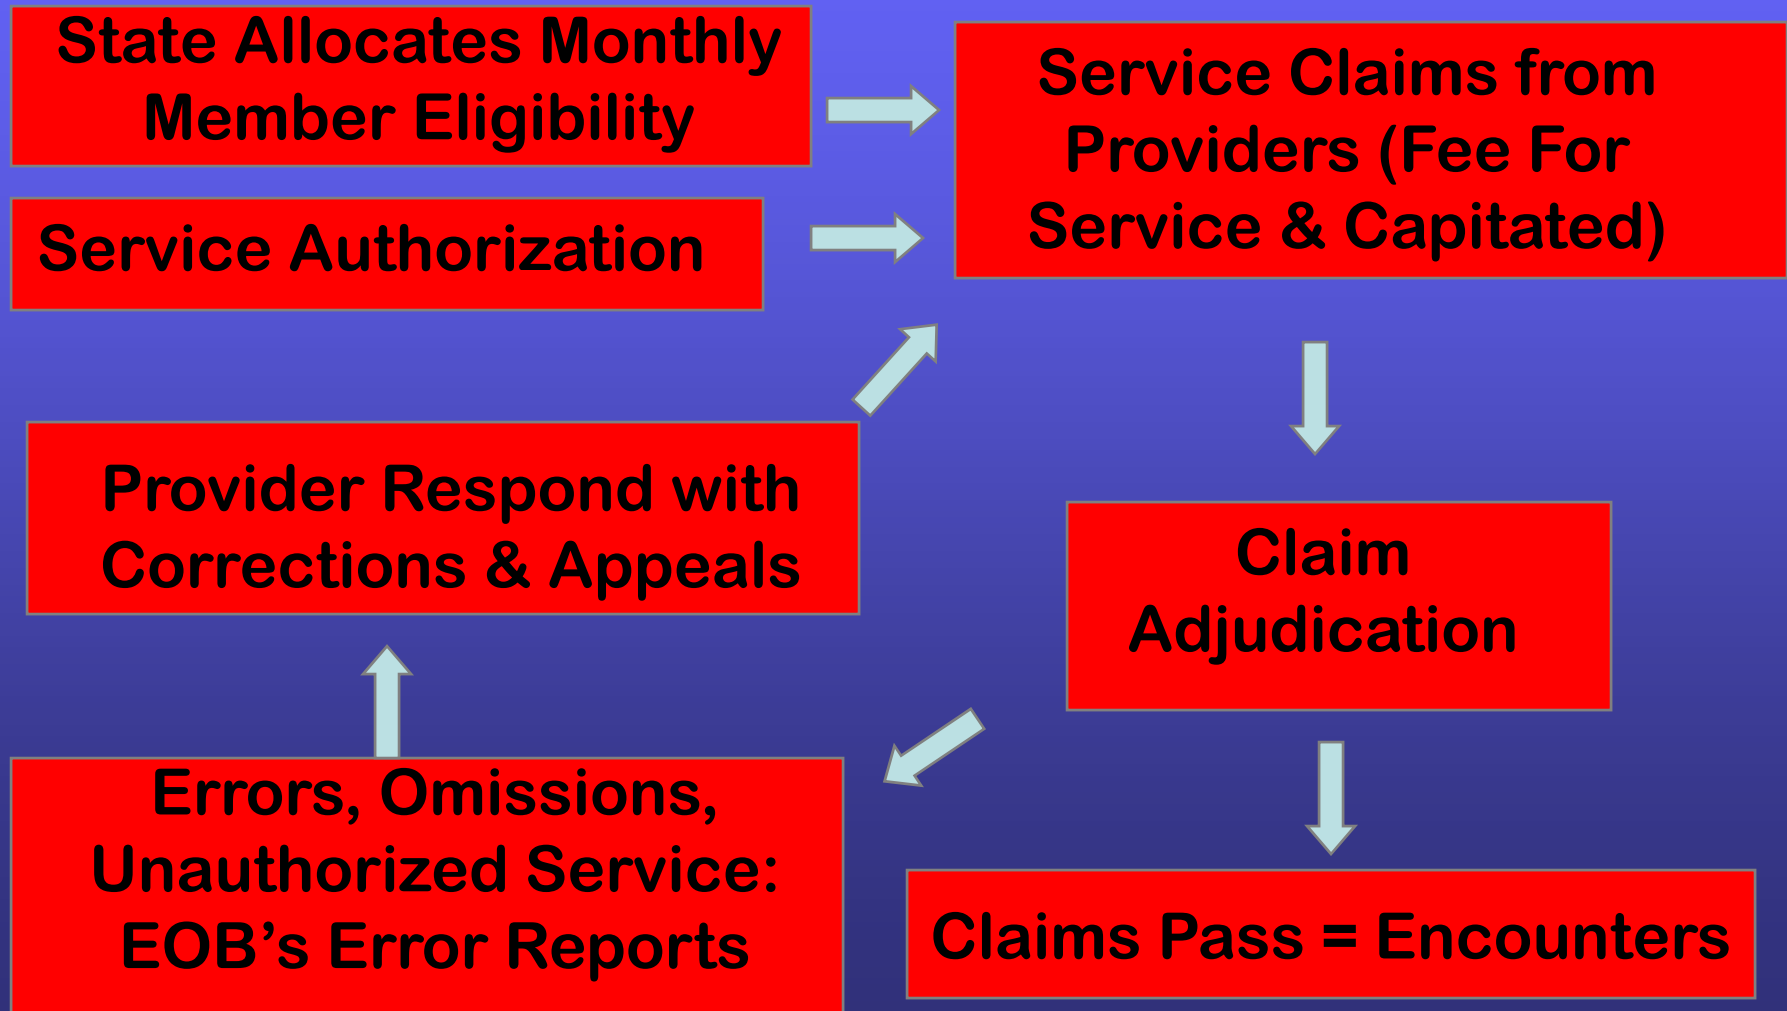 State Allocates Monthly
Member Eligibility
Service Claims from
Providers (Fee For
Service & Capitated)
Service Authorization
Provider Respond with
Corrections & Appeals
Claim
Adjudication
Errors, Omissions,
Unauthorized Service:
EOB’s Error Reports
Claims Pass = Encounters